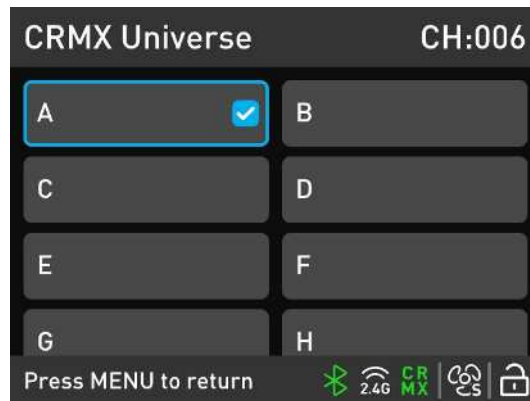 CRMX Universe CH:006
A B
C D
E F
G H
Press MENU to return 2.4G CR MX S